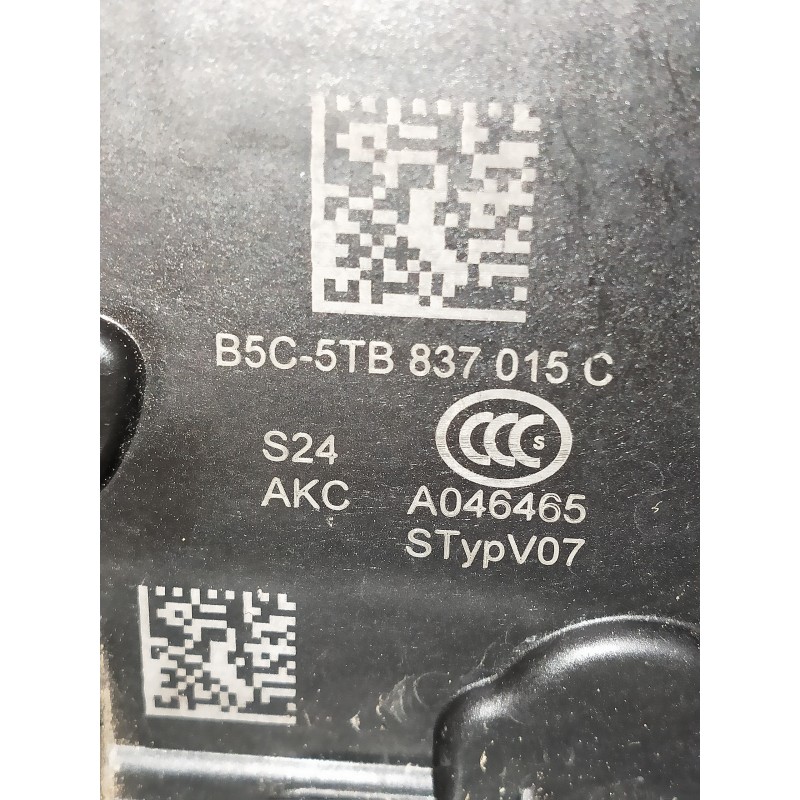 B5C-5TB 837 015 C
S24
CCC S
AKC
A046465
STypV07